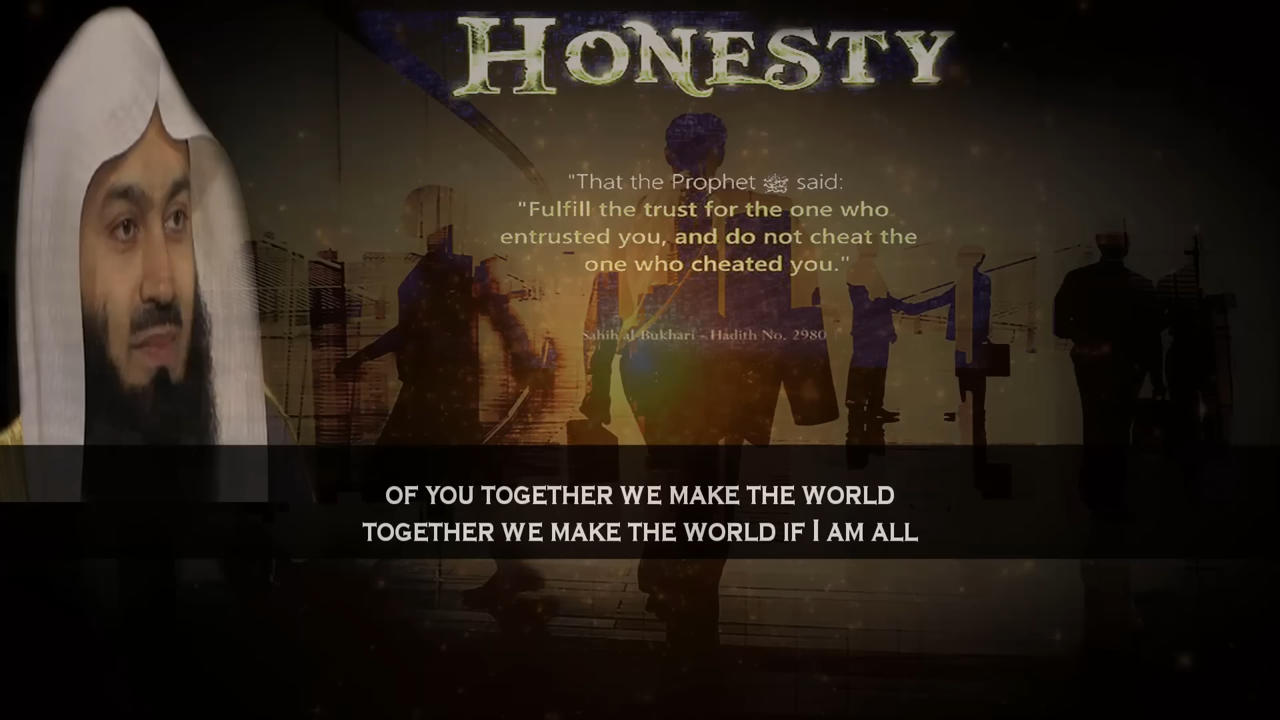 HONESTY
"That the Prophet ﷺ said:
"Fulfill the trust for the one who
entrusted you, and do not cheat the
one who cheated you."
Sahih al-Bukhari - Hadith No. 2980
OF YOU TOGETHER WE MAKE THE WORLD
TOGETHER WE MAKE THE WORLD IF I AM ALL